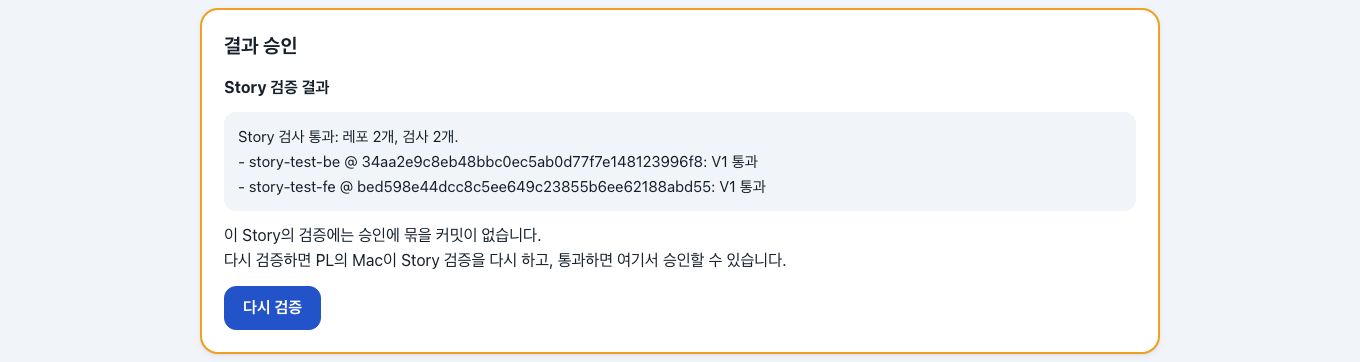 결과 승인
Story 검증 결과
Story 검사 통과: 레포 2개, 검사 2개.
- story-test-be @ 34aa2e9c8eb48bbc0ec5ab0d77f7e148123996f8: V1 통과
- story-test-fe @ bed598e44dcc8c5ee649c23855b6ee62188abd55: V1 통과
이 Story의 검증에는 승인에 묶을 커밋이 없습니다.
다시 검증하면 PL의 Mac이 Story 검증을 다시 하고, 통과하면 여기서 승인할 수 있습니다.
다시 검증